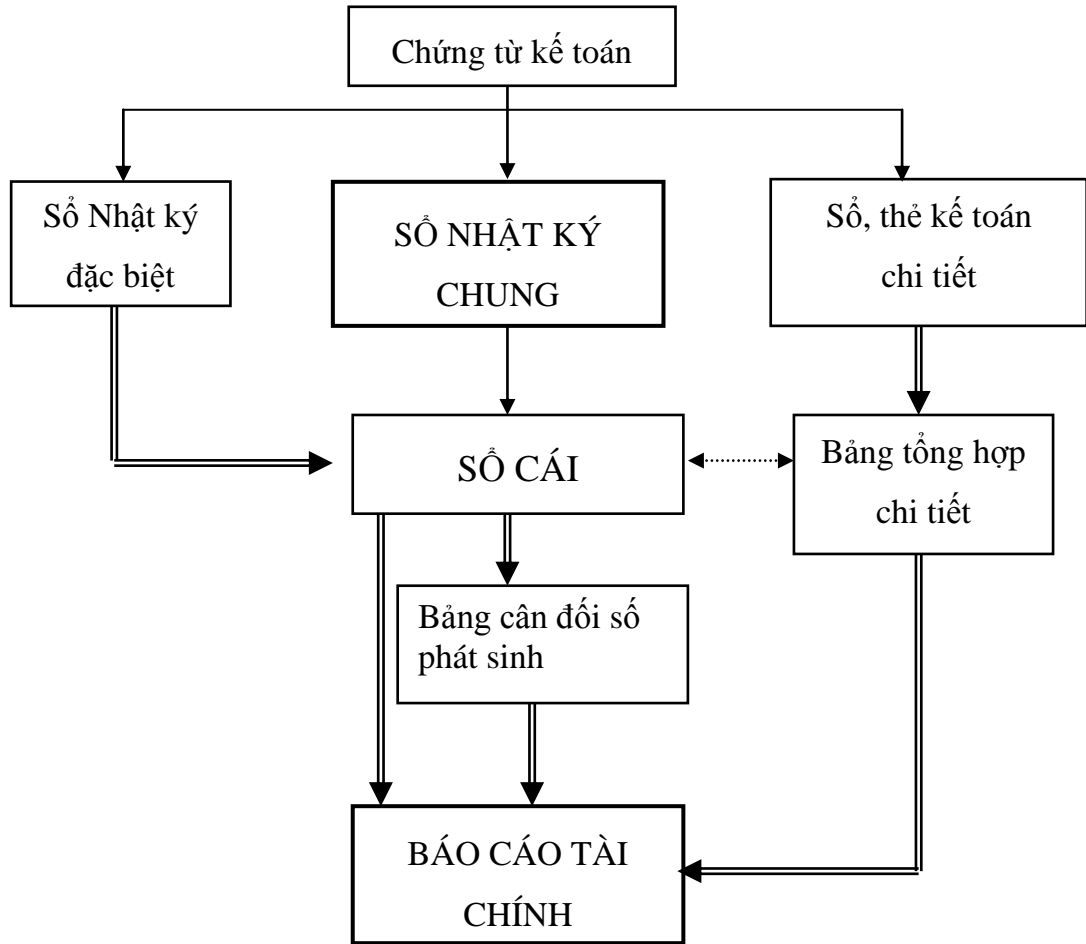 Chứng từ kế toán
Sổ Nhật ký
đặc biệt
SỔ NHẬT KÝ
CHUNG
Sổ, thẻ kế toán
chi tiết
SỔ CÁI
Bảng tổng hợp
chi tiết
Bảng cân đối số
phát sinh
BÁO CÁO TÀI
CHÍNH